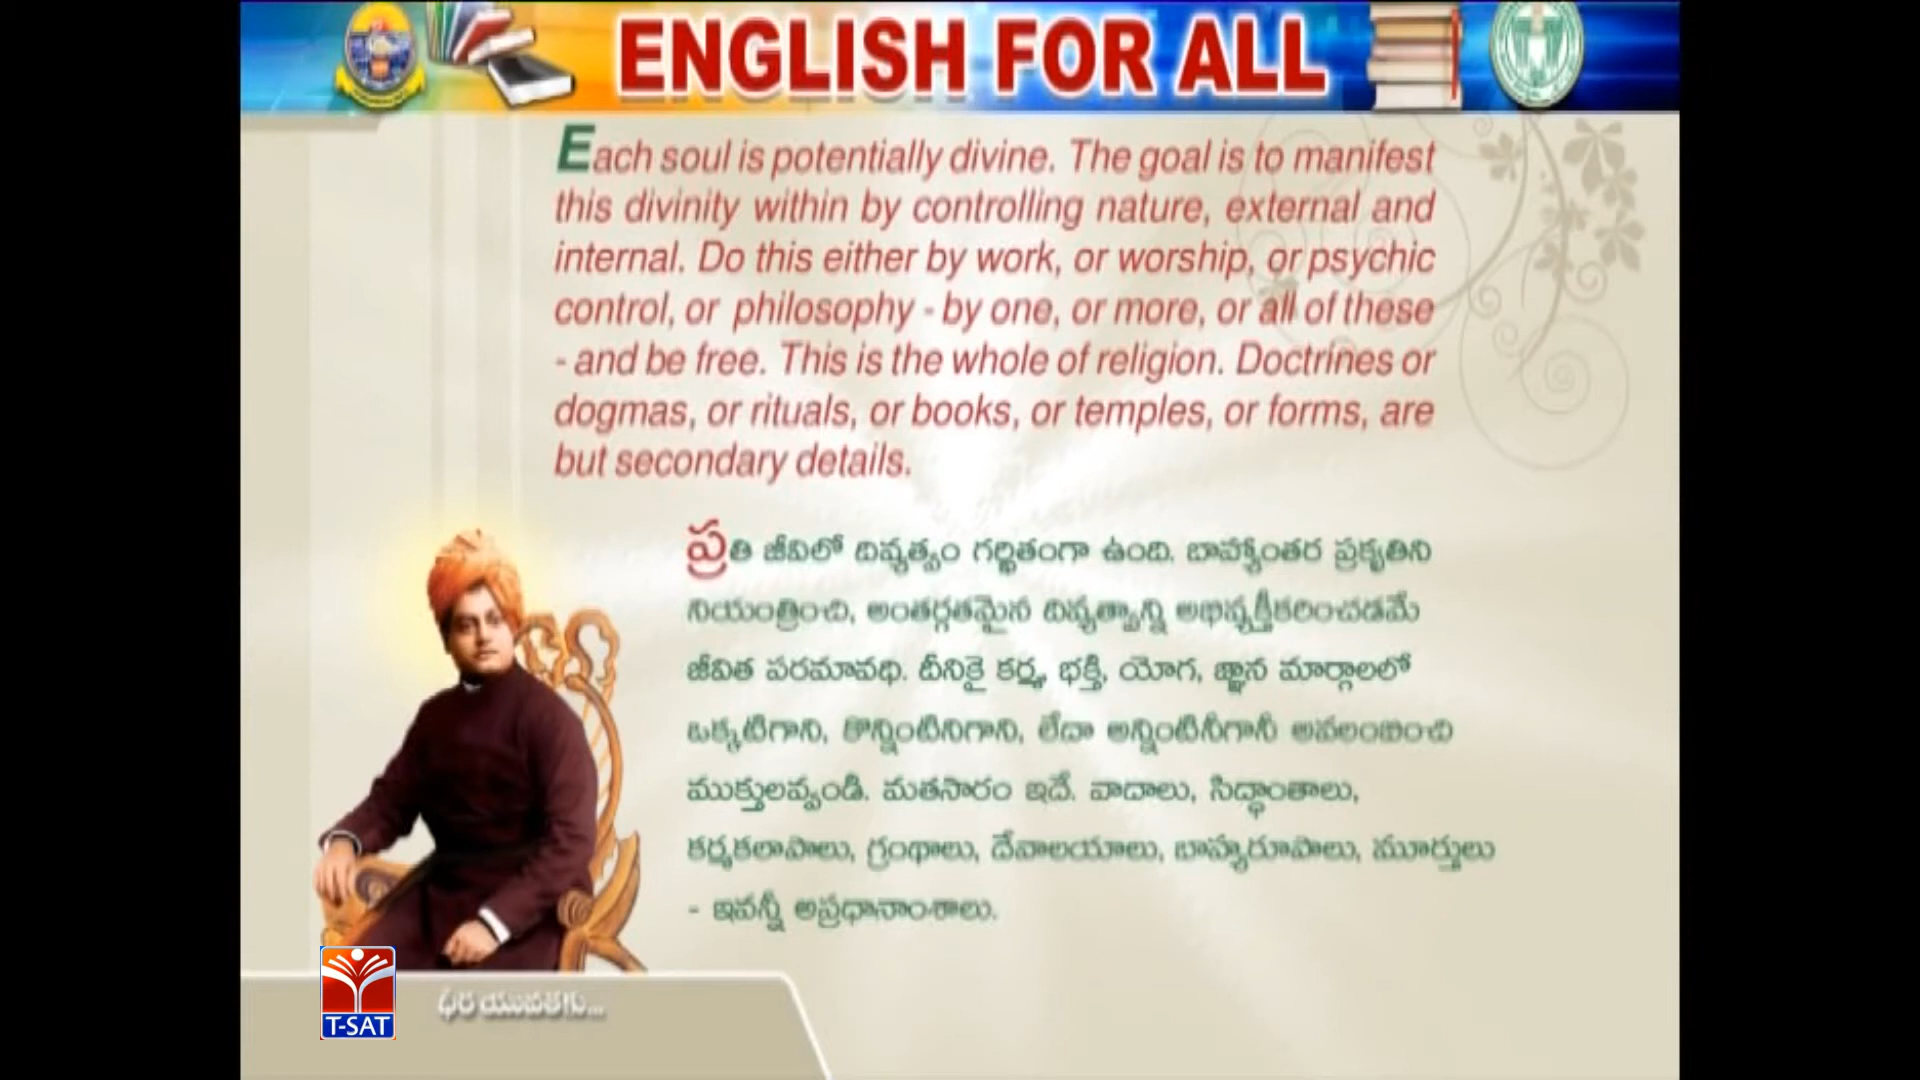 ENGLISH FOR ALL
Each soul is potentially divine. The goal is to manifest
this divinity within by controlling nature, external and
internal. Do this either by work, or worship, or psychic
control, or philosophy - by one, or more, or all of these
- and be free. This is the whole of religion. Doctrines or
dogmas, or rituals, or books, or temples, or forms, are
but secondary details.
ప్రతి జీవిలో దివ్యత్వం గర్భితంగా ఉంది. బాహ్యాంతర ప్రకృతిని
నియంత్రించి, అంతర్గతమైన దివ్యత్వాన్ని అభివ్యక్తీకరించడమే
జీవిత పరమావధి. దీనికై కర్మ, భక్తి, యోగ, జ్ఞాన మార్గాలలో
ఒక్కటిగాని, కొన్నింటినిగాని, లేదా అన్నింటినీగానీ అవలంబించి
ముక్తులవ్వండి. మతసారం ఇదే. వాదాలు, సిద్ధాంతాలు,
కర్మకలాపాలు, గ్రంథాలు, దేవాలయాలు, బాహ్యరూపాలు, మూర్తులు
- ఇవన్నీ అప్రధానాంశాలు.
యువతకు...
T-SAT